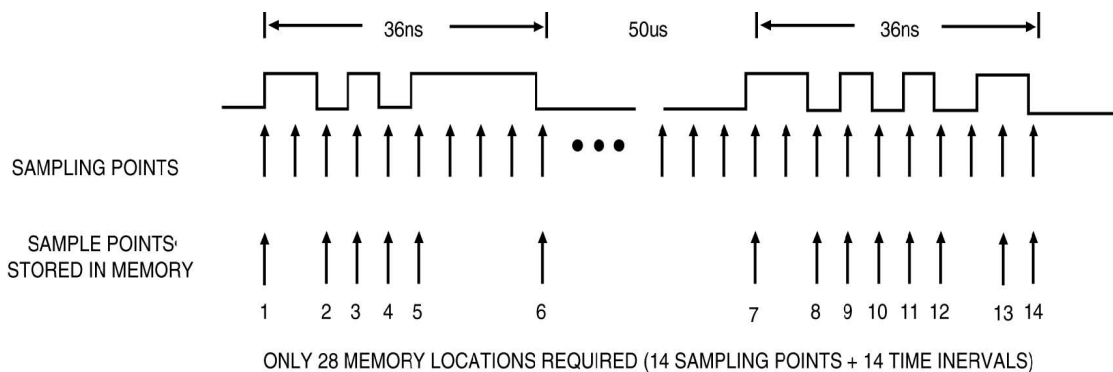 36ns 50us 36ns
SAMPLING POINTS
SAMPLE POINTS
STORED IN MEMORY
1 2 3 4 5 6 7 8 9 10 11 12 13 14
ONLY 28 MEMORY LOCATIONS REQUIRED (14 SAMPLING POINTS + 14 TIME INERVALS)